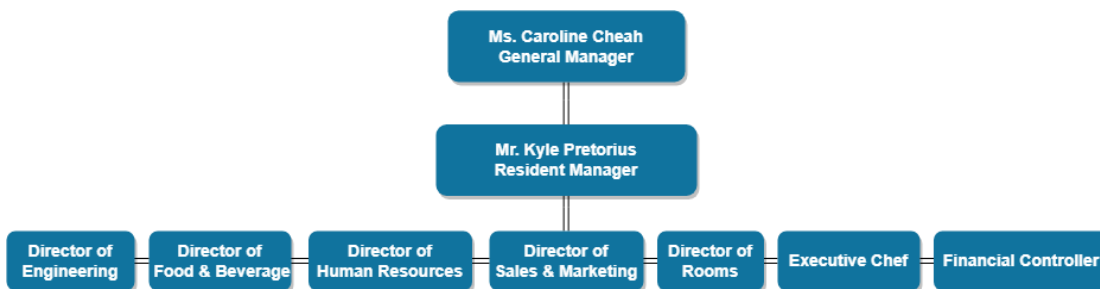 Ms. Caroline Cheah
General Manager
Mr. Kyle Pretorius
Resident Manager
Director of
Engineering
Director of
Food & Beverage
Director of
Human Resources
Director of
Sales & Marketing
Director of
Rooms
Executive Chef
Financial Controller